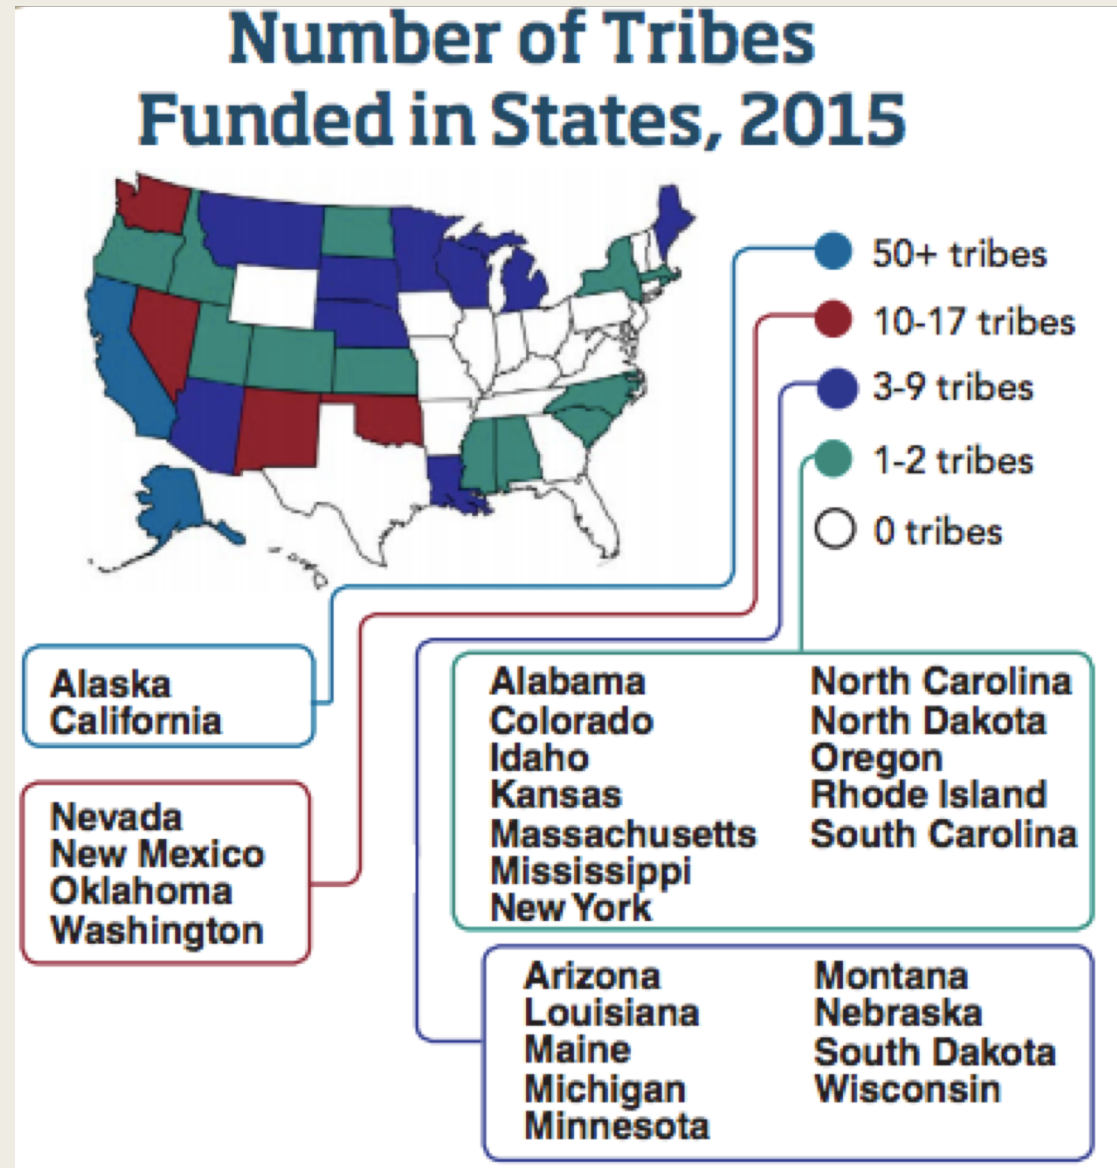 Number of Tribes
Funded in States, 2015
50+ tribes
10-17 tribes
3-9 tribes
1-2 tribes
0 tribes
Alaska
California
Nevada
New Mexico
Oklahoma
Washington
Alabama
Colorado
Idaho
Kansas
Massachusetts
Mississippi
New York
North Carolina
North Dakota
Oregon
Rhode Island
South Carolina
Arizona
Louisiana
Maine
Michigan
Minnesota
Montana
Nebraska
South Dakota
Wisconsin